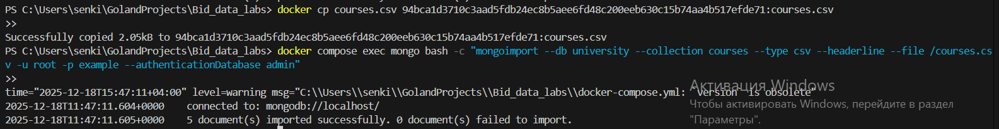 PS C:\Users\senki\GolandProjects\Bid_data_labs> docker cp courses.csv 94bca1d3710c3aad5fdb24ec8b5aee6fd48c200eeb630c15b74aa4b517efde71:courses.csv
>>
Successfully copied 2.05kB to 94bca1d3710c3aad5fdb24ec8b5aee6fd48c200eeb630c15b74aa4b517efde71:courses.csv
PS C:\Users\senki\GolandProjects\Bid_data_labs> docker compose exec mongo bash -c "mongoimport --db university --collection courses --type csv --headerline --file /courses.cs
v -u root -p example --authenticationDatabase admin"
>>
time="2025-12-18T15:47:11+04:00" level=warning msg="C:\\Users\\senki\\GolandProjects\\Bid_data_labs\\docker-compose.yml: `version` is obsolete"
2025-12-18T11:47:11.604+0000    connected to: mongodb://localhost/
2025-12-18T11:47:11.605+0000    5 document(s) imported successfully. 0 document(s) failed to import.
Активация Windows
Чтобы активировать Windows, перейдите в раздел
"Параметры".